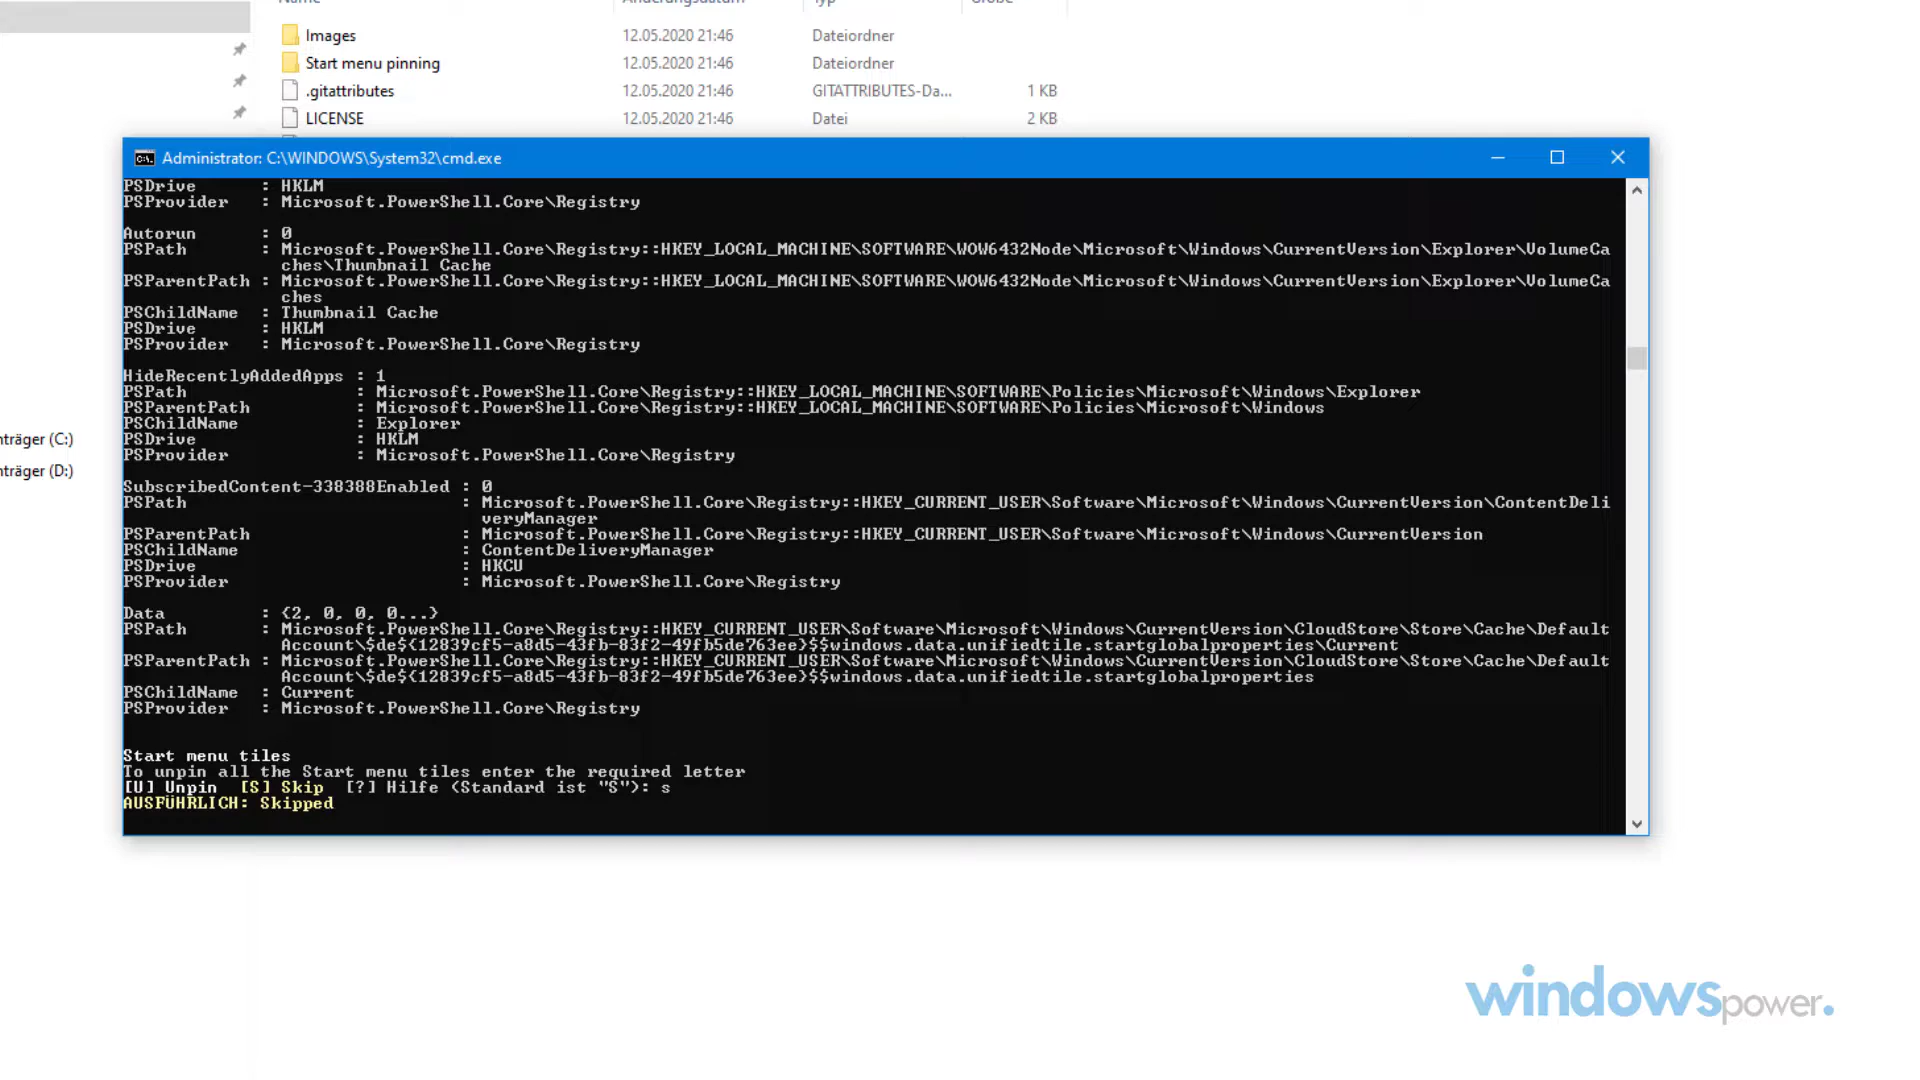 Name Änderungsdatum Typ Größe
Images 12.05.2020 21:46 Dateiordner
Start menu pinning 12.05.2020 21:46 Dateiordner
.gitattributes 12.05.2020 21:46 GITATTRIBUTES-Da... 1 KB
LICENSE 12.05.2020 21:46 Datei 2 KB
Administrator: C:\WINDOWS\System32\cmd.exe
PSDrive : HKLM
PSProvider : Microsoft.PowerShell.Core\Registry
Autorun : 0
PSPath : Microsoft.PowerShell.Core\Registry::HKEY_LOCAL_MACHINE\SOFTWARE\WOW6432Node\Microsoft\Windows\CurrentVersion\Explorer\VolumeCa
ches\Thumbnail Cache
PSParentPath : Microsoft.PowerShell.Core\Registry::HKEY_LOCAL_MACHINE\SOFTWARE\WOW6432Node\Microsoft\Windows\CurrentVersion\Explorer\VolumeCa
ches
PSChildName : Thumbnail Cache
PSDrive : HKLM
PSProvider : Microsoft.PowerShell.Core\Registry
HideRecentlyAddedApps : 1
PSPath : Microsoft.PowerShell.Core\Registry::HKEY_LOCAL_MACHINE\SOFTWARE\Policies\Microsoft\Windows\Explorer
PSParentPath : Microsoft.PowerShell.Core\Registry::HKEY_LOCAL_MACHINE\SOFTWARE\Policies\Microsoft\Windows
PSChildName : Explorer
PSDrive : HKLM
PSProvider : Microsoft.PowerShell.Core\Registry
nträger (C:)
nträger (D:)
SubscribedContent-338388Enabled : 0
PSPath : Microsoft.PowerShell.Core\Registry::HKEY_CURRENT_USER\Software\Microsoft\Windows\CurrentVersion\ContentDeli
veryManager
PSParentPath : Microsoft.PowerShell.Core\Registry::HKEY_CURRENT_USER\Software\Microsoft\Windows\CurrentVersion
PSChildName : ContentDeliveryManager
PSDrive : HKCU
PSProvider : Microsoft.PowerShell.Core\Registry
Data : {2, 0, 0, 0...}
PSPath : Microsoft.PowerShell.Core\Registry::HKEY_CURRENT_USER\Software\Microsoft\Windows\CurrentVersion\CloudStore\Store\Cache\Default
Account\$de${12839cf5-a8d5-43fb-83f2-49fb5de763ee}$$windows.data.unifiedtile.startglobalproperties\Current
PSParentPath : Microsoft.PowerShell.Core\Registry::HKEY_CURRENT_USER\Software\Microsoft\Windows\CurrentVersion\CloudStore\Store\Cache\Default
Account\$de${12839cf5-a8d5-43fb-83f2-49fb5de763ee}$$windows.data.unifiedtile.startglobalproperties
PSChildName : Current
PSProvider : Microsoft.PowerShell.Core\Registry
Start menu tiles
To unpin all the Start menu tiles enter the required letter
[U] Unpin [S] Skip [?] Hilfe (Standard ist "S"): s
AUSFÜHRLICH: Skipped
windowspower.